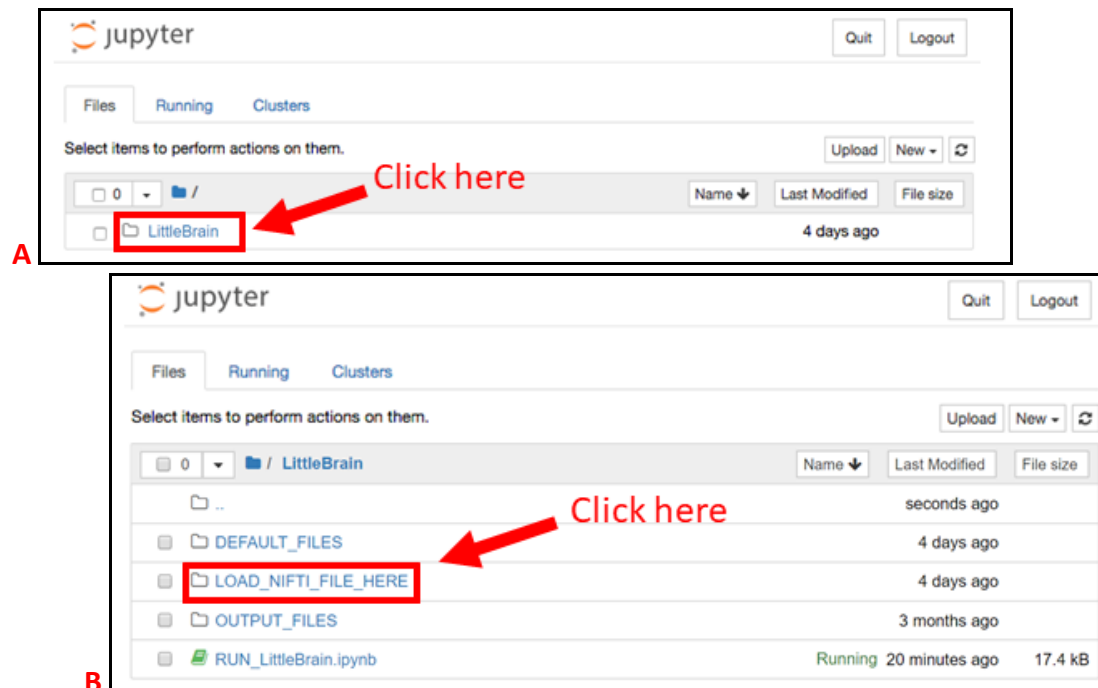 jupyter
Quit Logout
Files Running Clusters
Select items to perform actions on them.
Upload New
Click here
0 / Name Last Modified File size
LittleBrain 4 days ago
A
jupyter
Quit Logout
Files Running Clusters
Select items to perform actions on them.
Upload New
0 / LittleBrain Name Last Modified File size
.. seconds ago
Click here
DEFAULT_FILES 4 days ago
LOAD_NIFTI_FILE_HERE 4 days ago
OUTPUT_FILES 3 months ago
RUN_LittleBrain.ipynb Running 20 minutes ago 17.4 kB
B